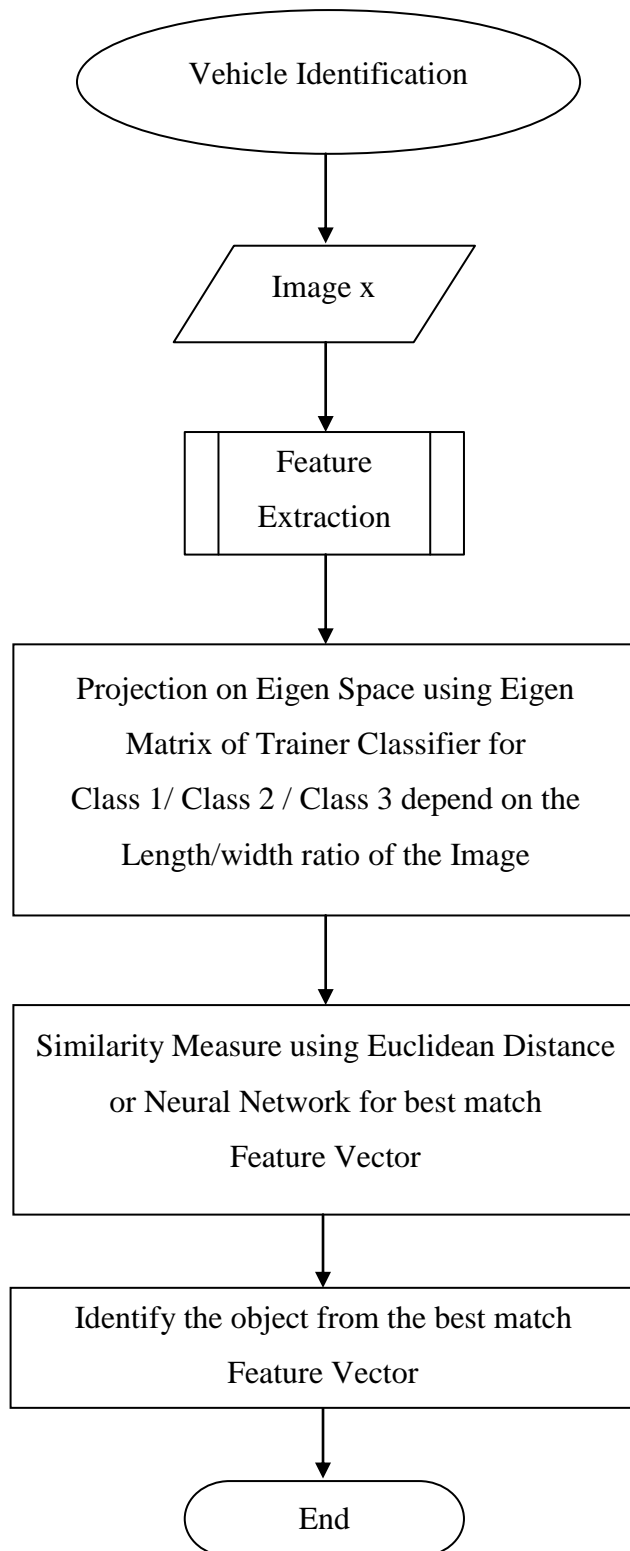 Vehicle Identification
Image x
Feature
Extraction
Projection on Eigen Space using Eigen
Matrix of Trainer Classifier for
Class 1/ Class 2 / Class 3 depend on the
Length/width ratio of the Image
Similarity Measure using Euclidean Distance
or Neural Network for best match
Feature Vector
Identify the object from the best match
Feature Vector
End